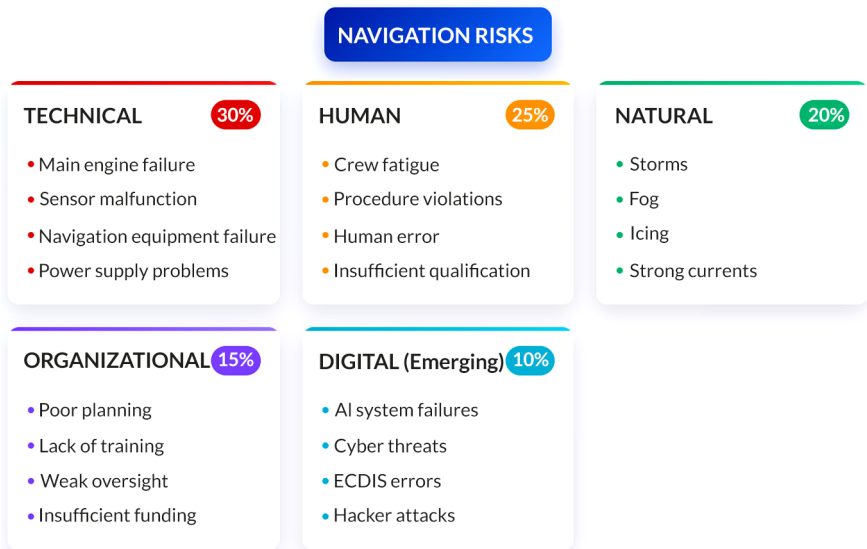 NAVIGATION RISKS
TECHNICAL 30%
• Main engine failure
• Sensor malfunction
• Navigation equipment failure
• Power supply problems
HUMAN 25%
• Crew fatigue
• Procedure violations
• Human error
• Insufficient qualification
NATURAL 20%
• Storms
• Fog
• Icing
• Strong currents
ORGANIZATIONAL 15%
• Poor planning
• Lack of training
• Weak oversight
• Insufficient funding
DIGITAL (Emerging) 10%
• AI system failures
• Cyber threats
• ECDIS errors
• Hacker attacks